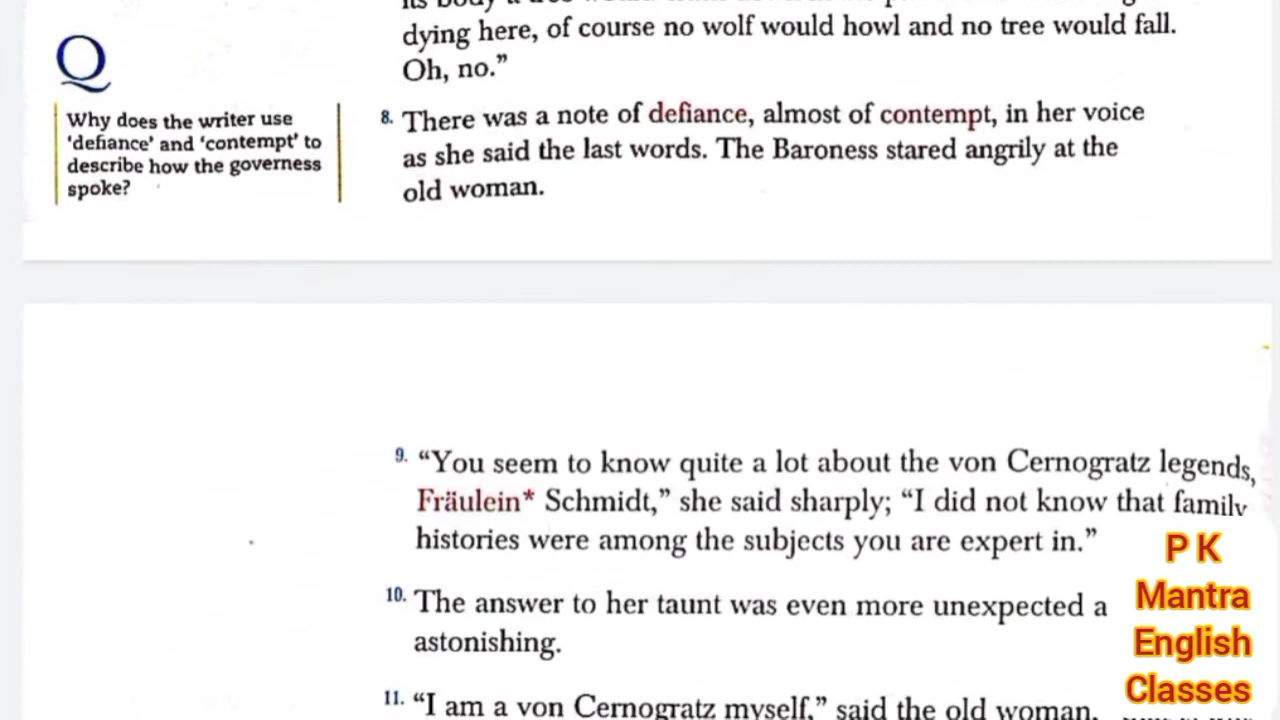 dying here, of course no wolf would howl and no tree would fall.
Oh, no.”
Q
Why does the writer use
‘defiance’ and ‘contempt’ to
describe how the governess
spoke?
8. There was a note of defiance, almost of contempt, in her voice
as she said the last words. The Baroness stared angrily at the
old woman.
9. “You seem to know quite a lot about the von Cernogratz legends,
Fräulein* Schmidt,” she said sharply; “I did not know that family
histories were among the subjects you are expert in.”
10. The answer to her taunt was even more unexpected a
astonishing.
11. “I am a von Cernogratz myself,” said the old woman,
P K
Mantra
English
Classes